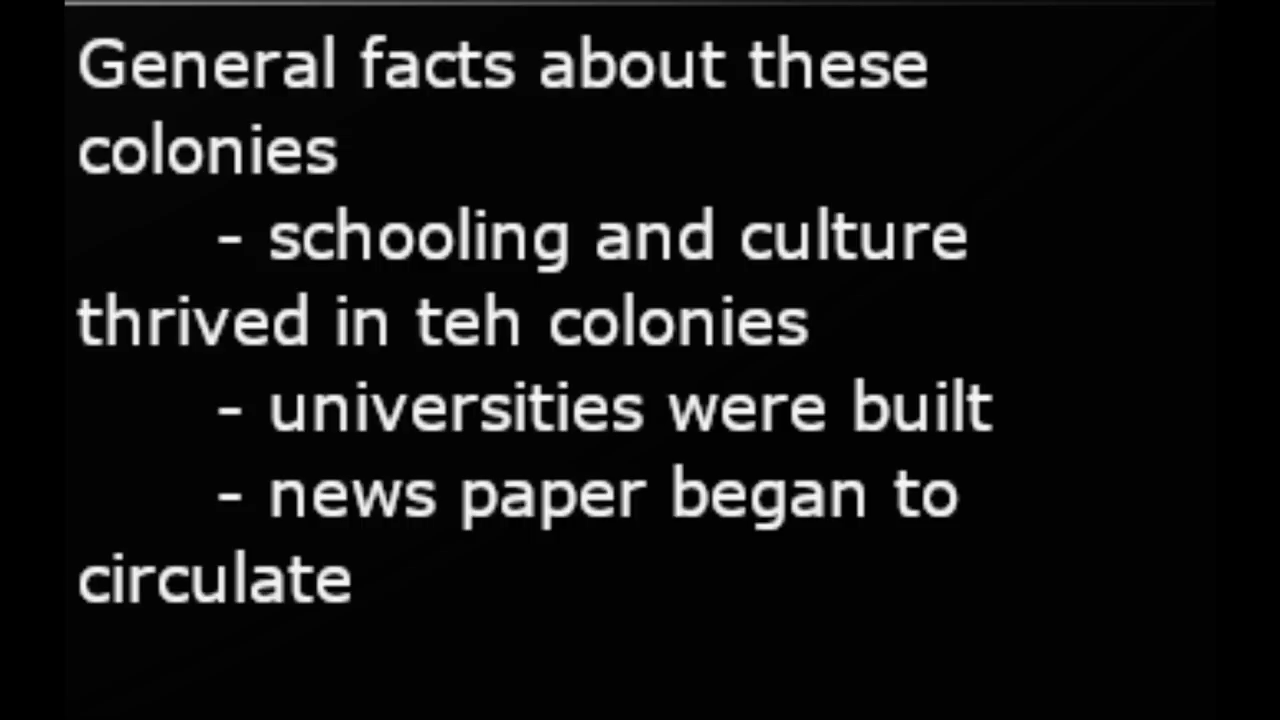 General facts about these
colonies
- schooling and culture
thrived in teh colonies
- universities were built
- news paper began to
circulate